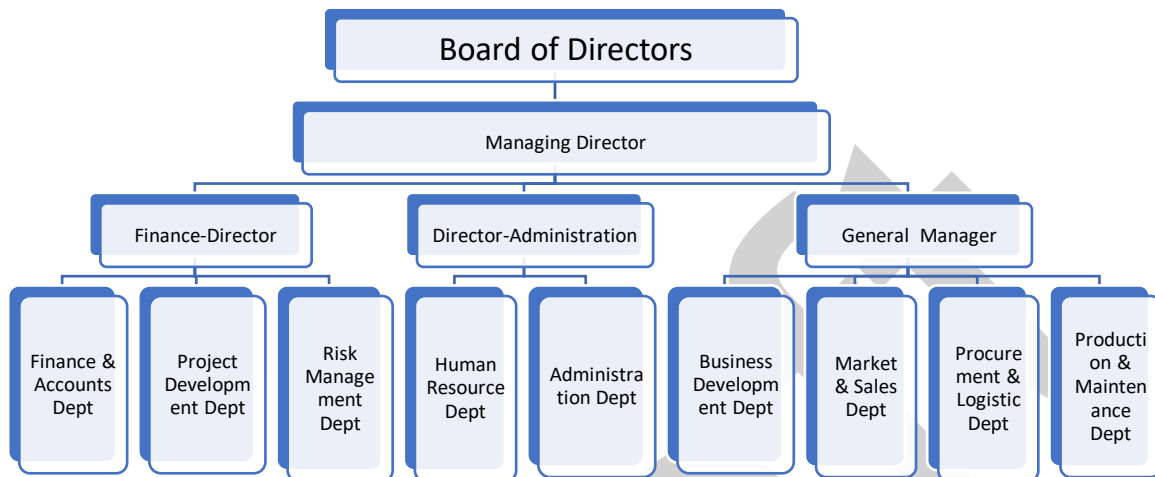 Board of Directors
Managing Director
Finance-Director
Director-Administration
General Manager
Finance &
Accounts
Dept
Project
Developm
ent Dept
Risk
Manage
ment
Dept
Human
Resource
Dept
Administra
tion Dept
Business
Developm
ent Dept
Market
& Sales
Dept
Procure
ment &
Logistic
Dept
Producti
on &
Mainten
ance
Dept